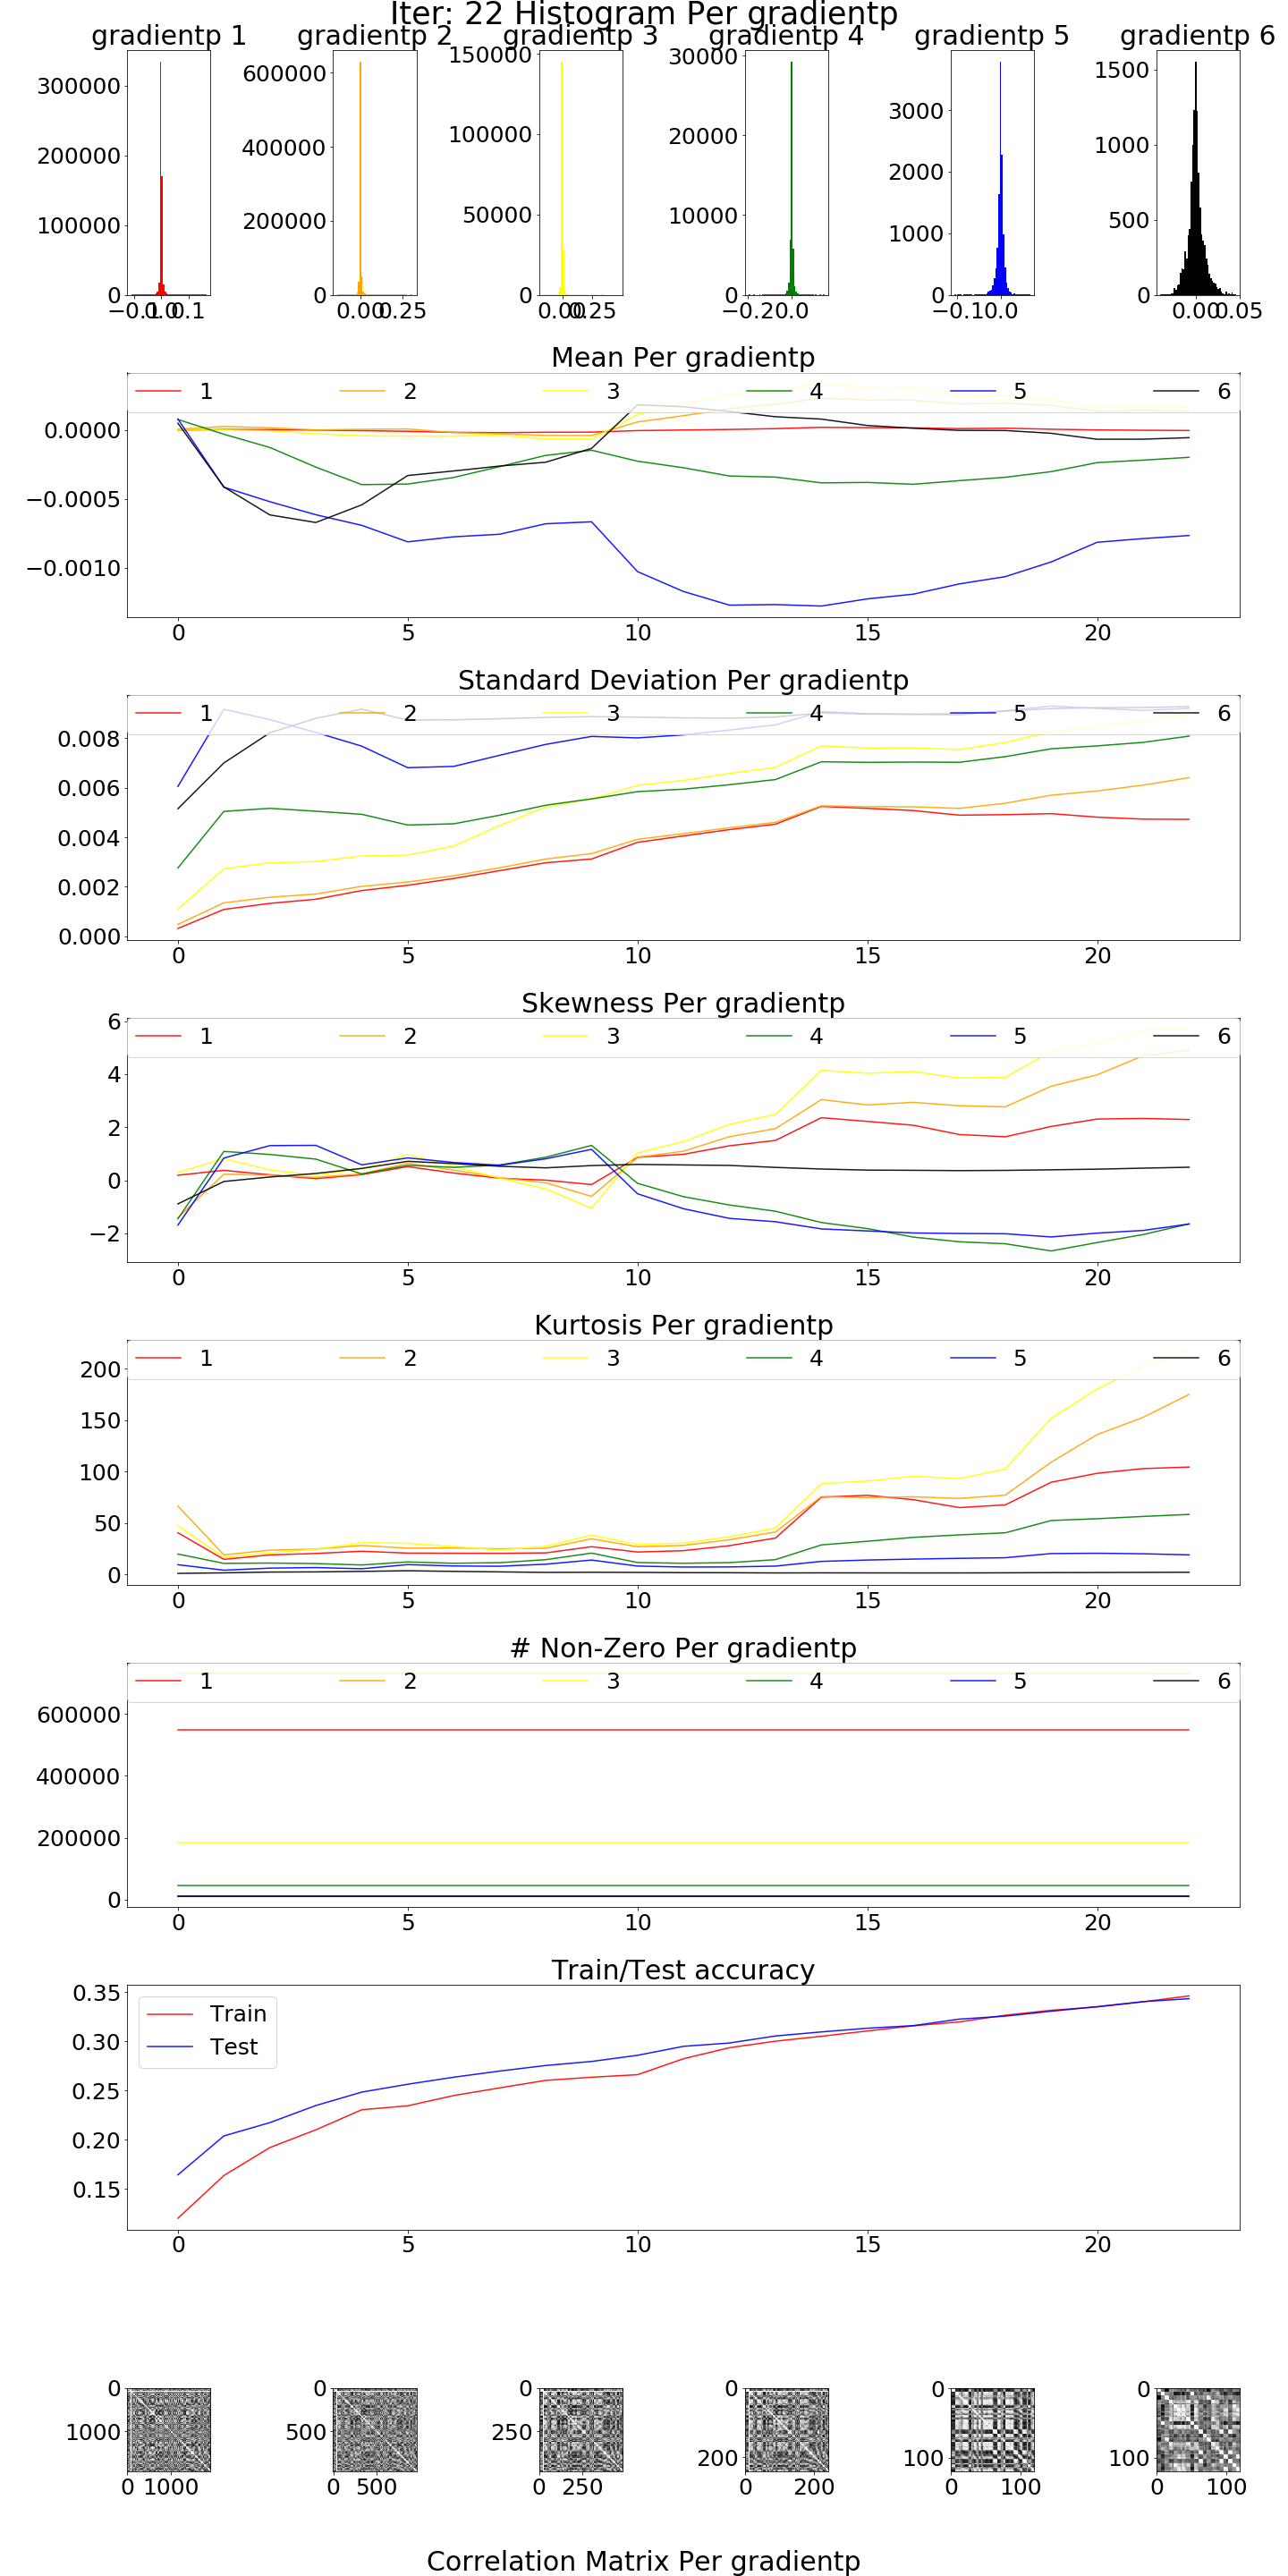 Iter: 22 Histogram Per gradientp
gradientp 1 gradientp 2 gradientp 3 gradientp 4 gradientp 5 gradientp 6
300000 200000 100000 0
600000 400000 200000 0
150000 100000 50000 0
30000 20000 10000 0
3000 2000 1000 0
1500 1000 500 0
−0.1 0.0 0.1 0.00 0.25 0.00 0.25 −0.2 0.0 −0.1 0.0 0.00 0.05
Mean Per gradientp
1 2 3 4 5 6
0.0000
−0.0005
−0.0010
0 5 10 15 20
Standard Deviation Per gradientp
1 2 3 4 5 6
0.008
0.006
0.004
0.002
0.000
0 5 10 15 20
Skewness Per gradientp
6
1 2 3 4 5 6
4
2
0
−2
0 5 10 15 20
Kurtosis Per gradientp
1 2 3 4 5 6
200
150
100
50
0
0 5 10 15 20
# Non-Zero Per gradientp
1 2 3 4 5 6
600000
400000
200000
0
0 5 10 15 20
Train/Test accuracy
0.35
Train
0.30
Test
0.25
0.20
0.15
0 5 10 15 20
0 0 0 0 0 0
1000 500 250 200 100 100
0 1000 0 500 0 250 0 200 0 100 0 100
Correlation Matrix Per gradientp